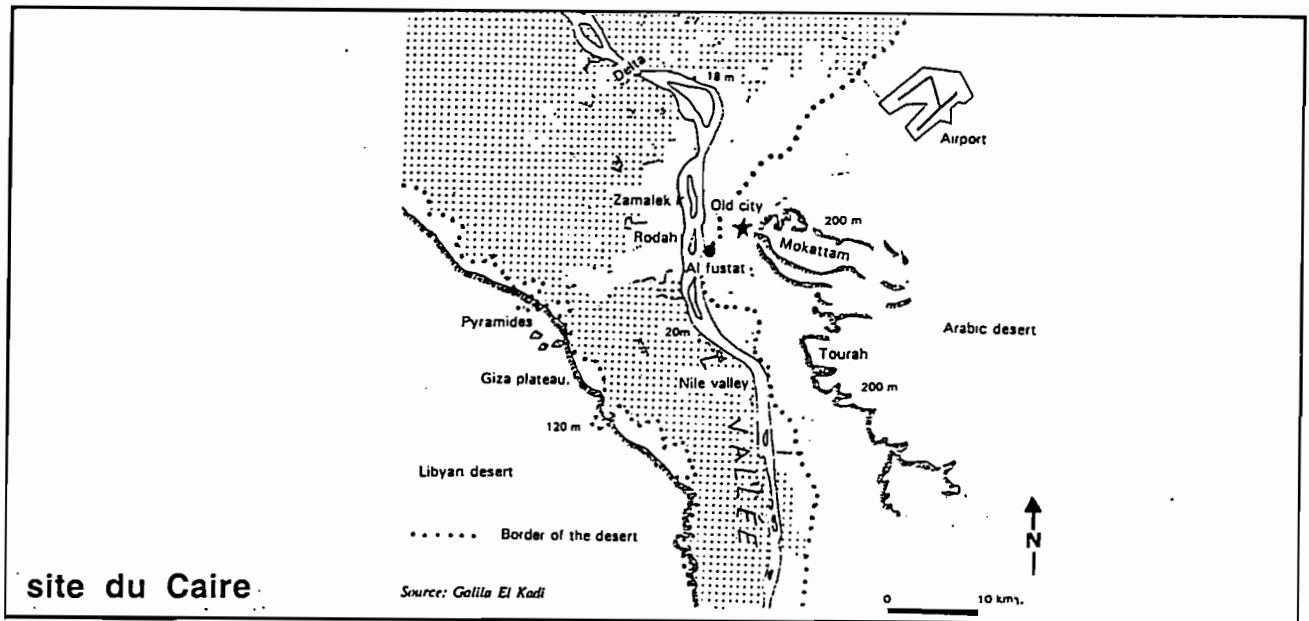 Delta
18 m
Airport
Zamalek
Old city
200 m
Rodah
Mokattam
Al fustat
Pyramides
20m
Arabic desert
Tourah
Giza plateau.
Nile valley
200 m
120 m
VALLÉE
Libyan desert
Border of the desert
N
site du Caire
Source: Galila El Kadi
0 10 km.